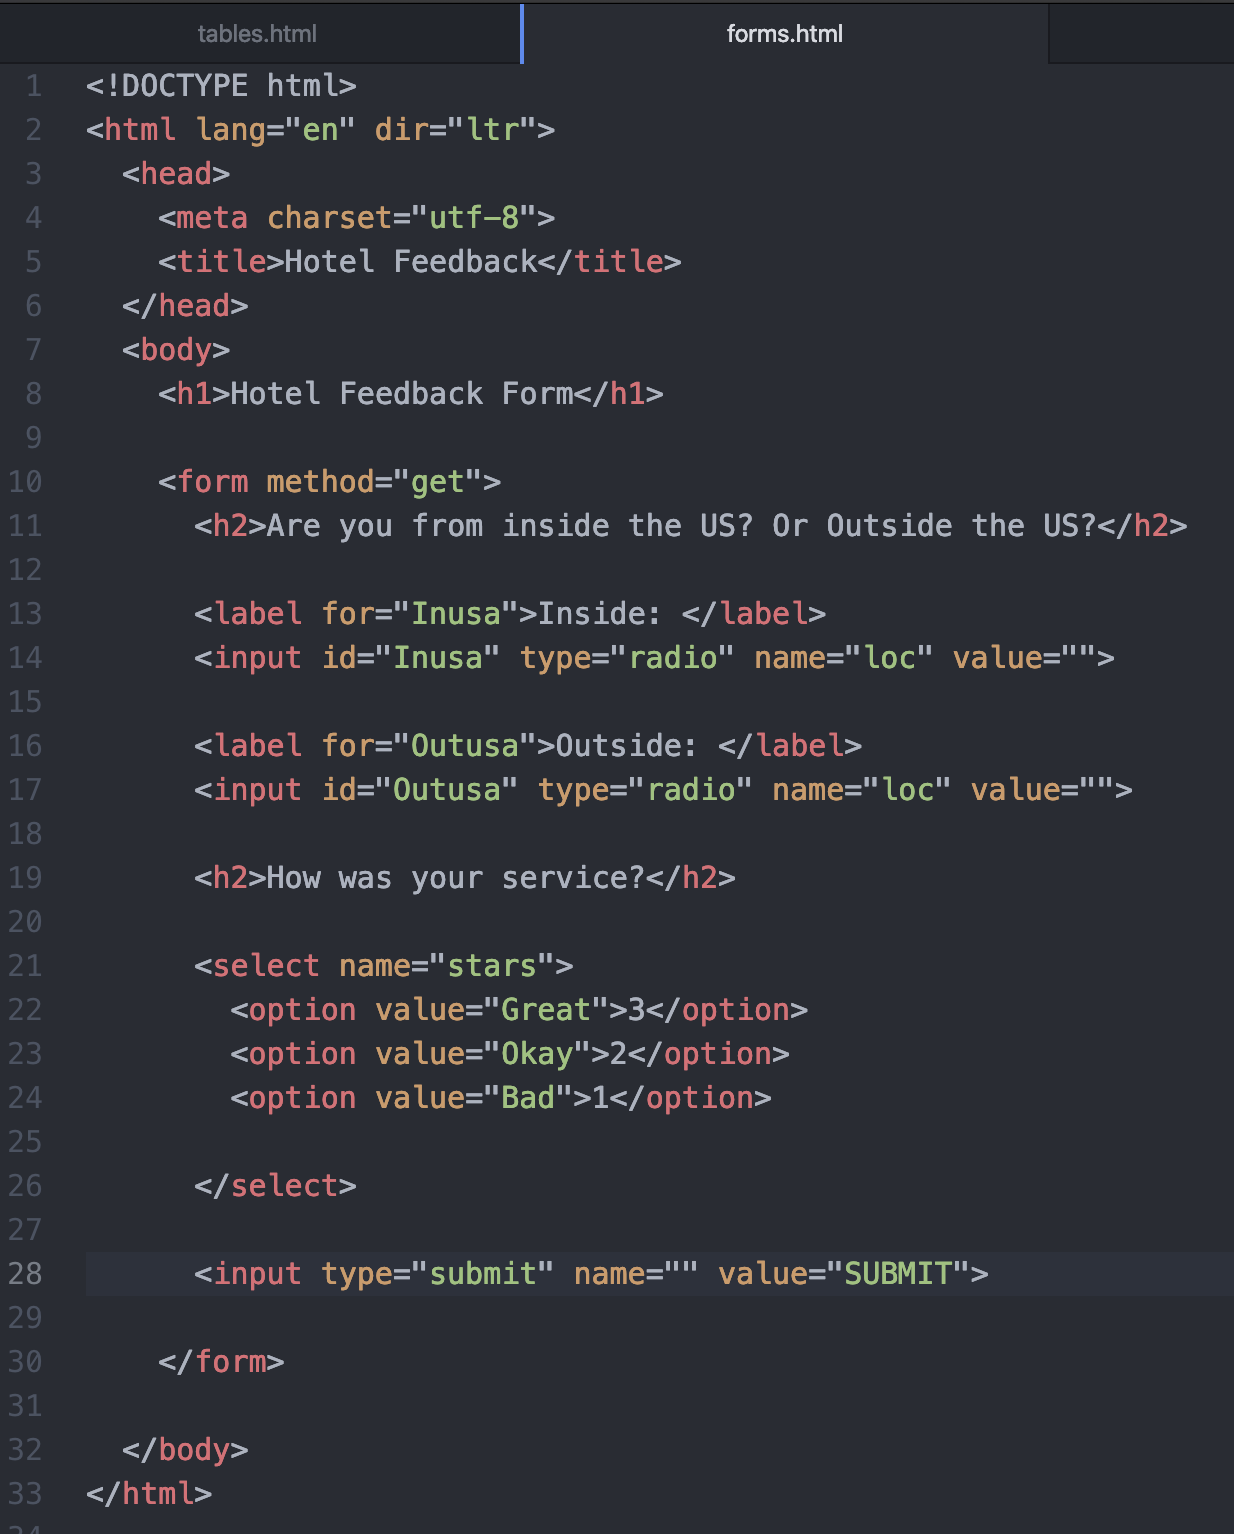 tables.html
forms.html
1 <!DOCTYPE html>
2 <html lang="en" dir="ltr">
3   <head>
4     <meta charset="utf-8">
5     <title>Hotel Feedback</title>
6   </head>
7   <body>
8     <h1>Hotel Feedback Form</h1>
9
10     <form method="get">
11       <h2>Are you from inside the US? Or Outside the US?</h2>
12
13       <label for="Inusa">Inside: </label>
14       <input id="Inusa" type="radio" name="loc" value="">
15
16       <label for="Outusa">Outside: </label>
17       <input id="Outusa" type="radio" name="loc" value="">
18
19       <h2>How was your service?</h2>
20
21       <select name="stars">
22         <option value="Great">3</option>
23         <option value="Okay">2</option>
24         <option value="Bad">1</option>
25
26       </select>
27
28       <input type="submit" name="" value="SUBMIT">
29
30     </form>
31
32   </body>
33 </html>
34